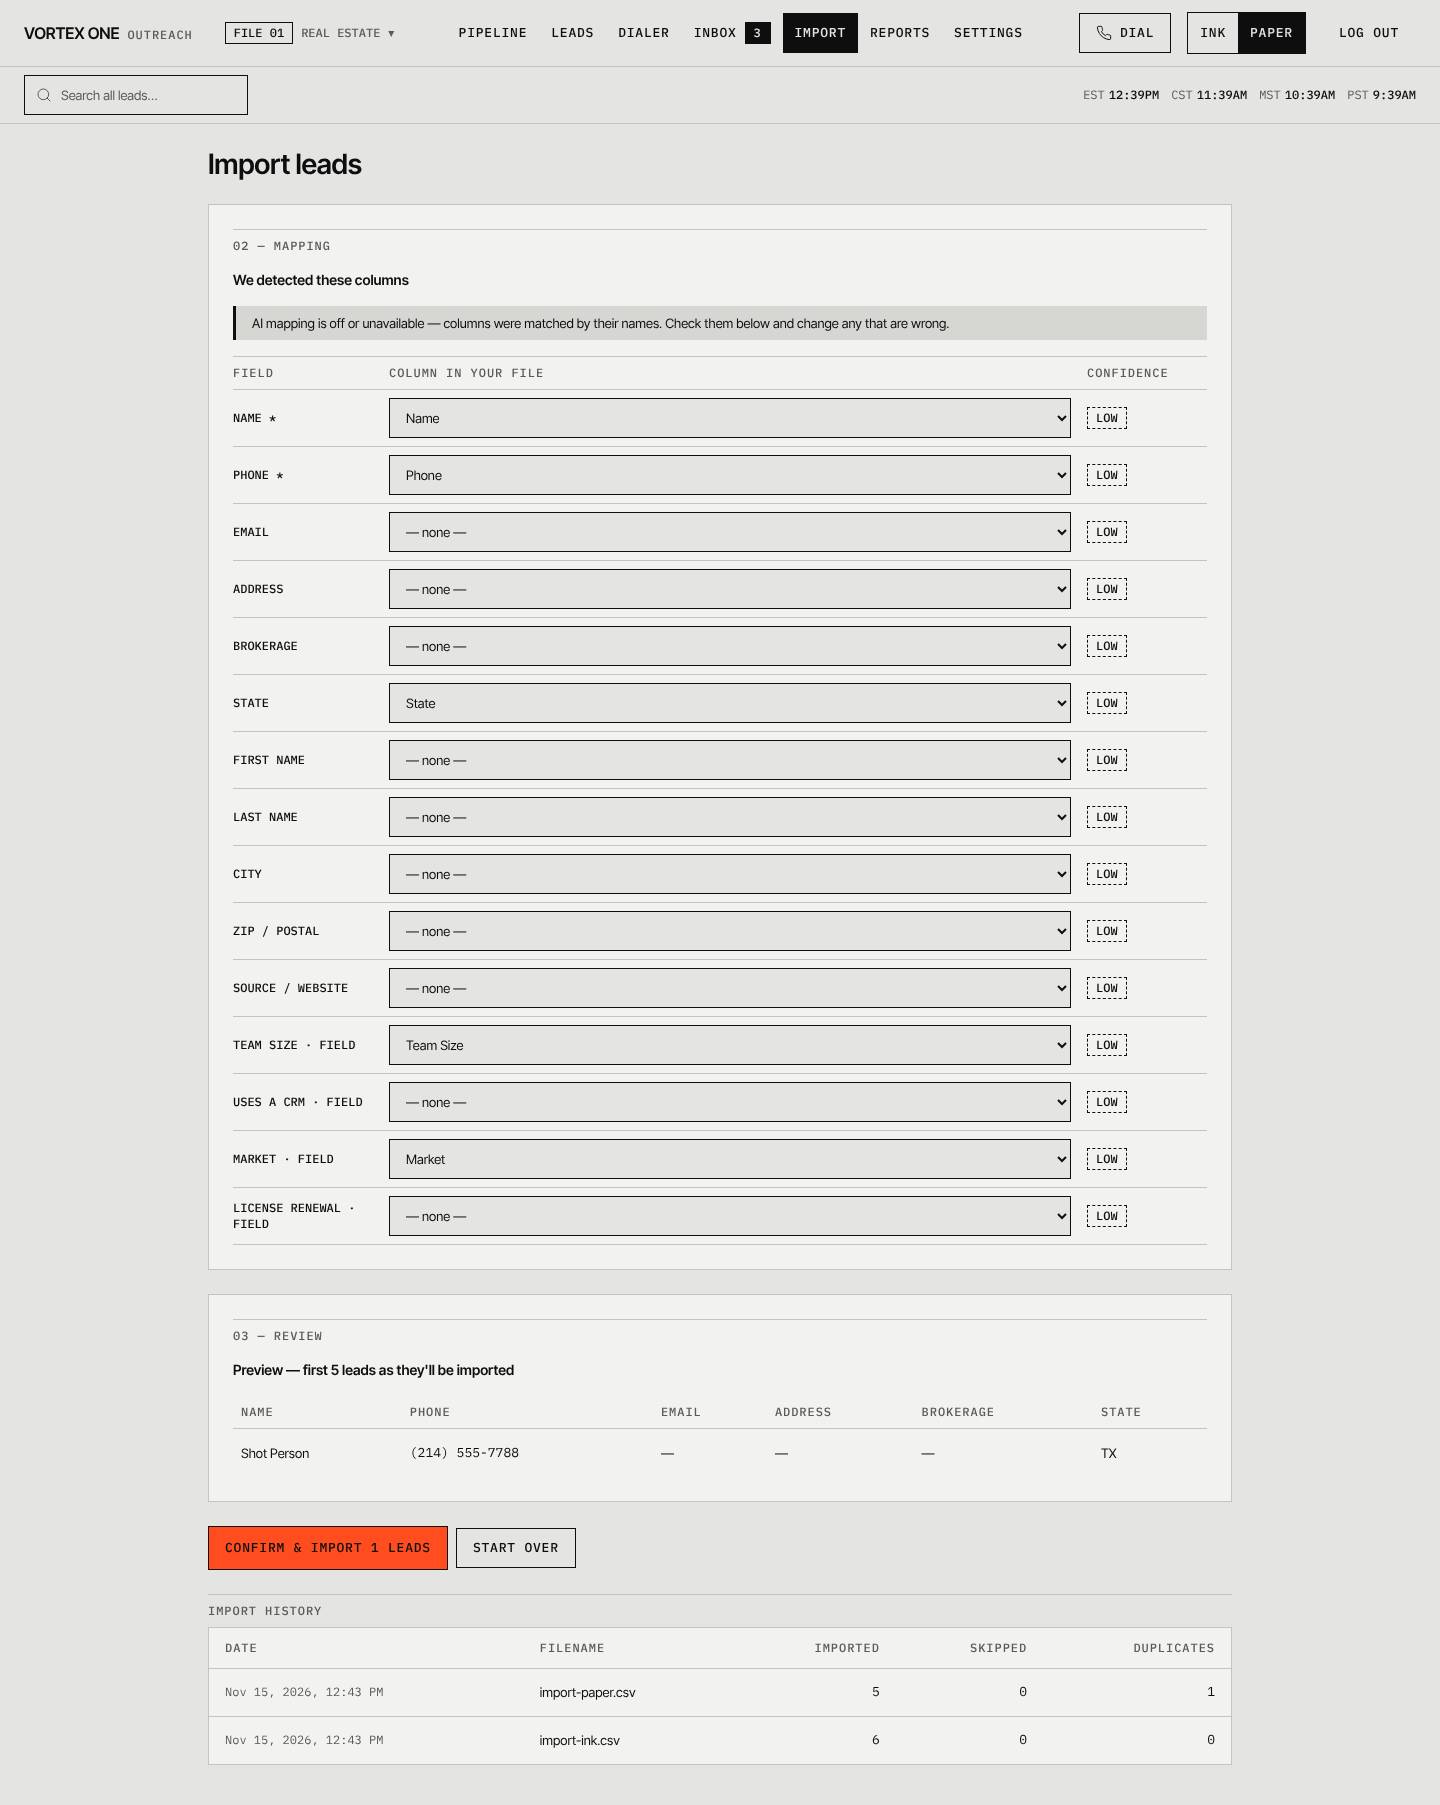 VORTEX ONE OUTREACH FILE 01 REAL ESTATE ▾ PIPELINE LEADS DIALER INBOX 3 IMPORT REPORTS SETTINGS DIAL INK PAPER LOG OUT
Search all leads... EST 12:39PM CST 11:39AM MST 10:39AM PST 9:39AM
Import leads
02 — MAPPING
We detected these columns
AI mapping is off or unavailable — columns were matched by their names. Check them below and change any that are wrong.
FIELD COLUMN IN YOUR FILE CONFIDENCE
NAME * Name LOW
PHONE * Phone LOW
EMAIL — none — LOW
ADDRESS — none — LOW
BROKERAGE — none — LOW
STATE State LOW
FIRST NAME — none — LOW
LAST NAME — none — LOW
CITY — none — LOW
ZIP / POSTAL — none — LOW
SOURCE / WEBSITE — none — LOW
TEAM SIZE · FIELD Team Size LOW
USES A CRM · FIELD — none — LOW
MARKET · FIELD Market LOW
LICENSE RENEWAL ·
FIELD — none — LOW
03 — REVIEW
Preview — first 5 leads as they'll be imported
NAME PHONE EMAIL ADDRESS BROKERAGE STATE
Shot Person (214) 555-7788 — — — TX
CONFIRM & IMPORT 1 LEADS START OVER
IMPORT HISTORY
DATE FILENAME IMPORTED SKIPPED DUPLICATES
Nov 15, 2026, 12:43 PM import-paper.csv 5 0 1
Nov 15, 2026, 12:43 PM import-ink.csv 6 0 0